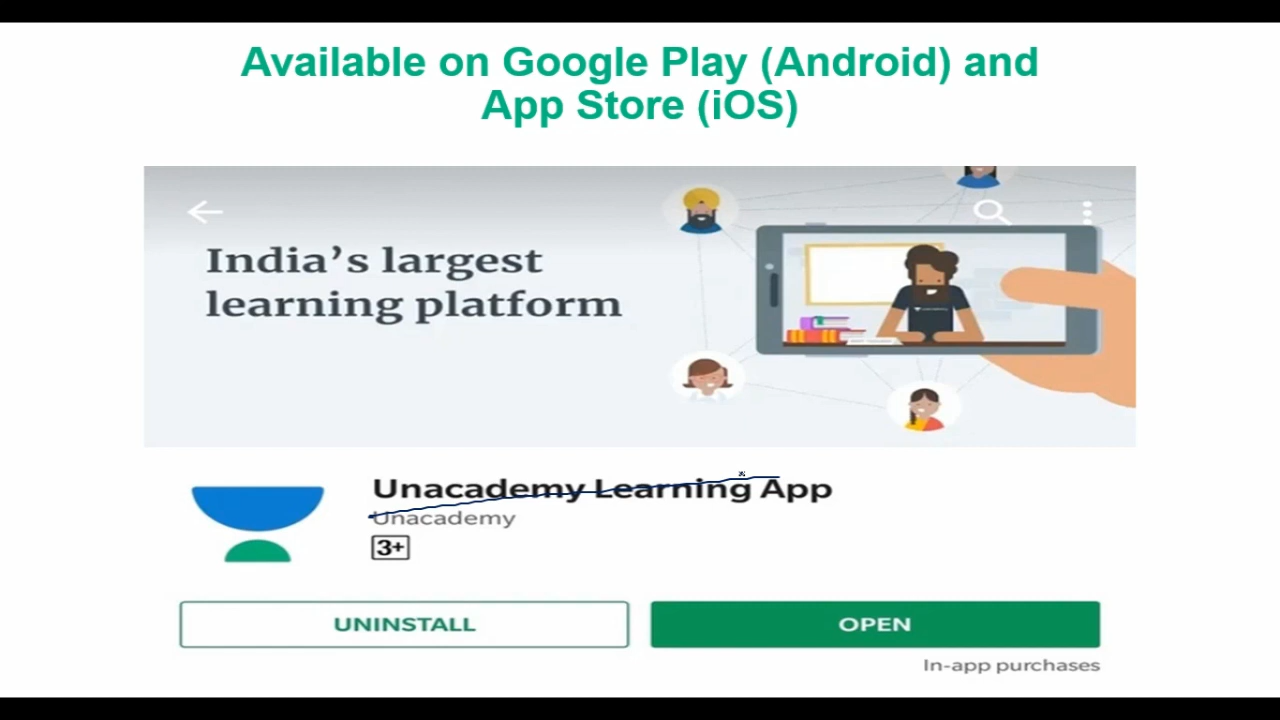 Available on Google Play (Android) and
App Store (iOS)
India's largest
learning platform
Unacademy Learning App
Unacademy
3+
UNINSTALL
OPEN
In-app purchases